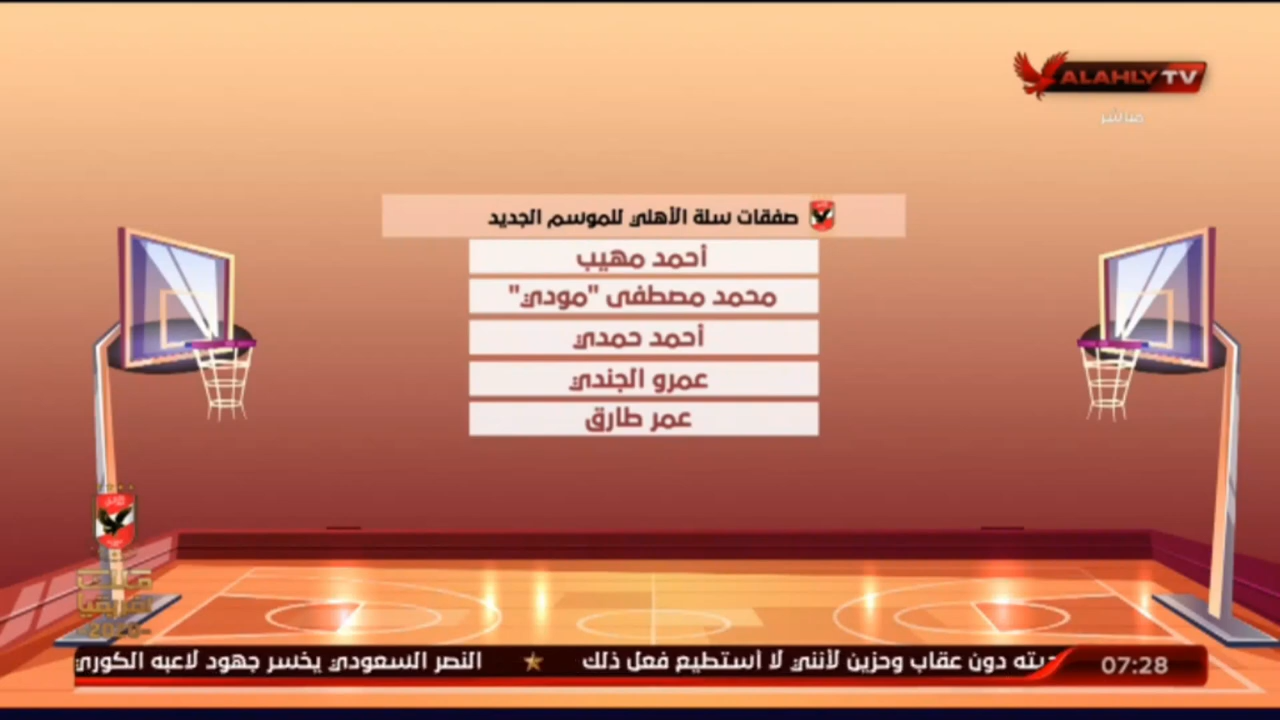 ALAHLY TV
مباشر
صفقات سلة الأهلي للموسم الجديد
أحمد مهيب
محمد مصطفى "مودي"
أحمد حمدي
عمرو الجندي
عمر طارق
2020
07:28
دون عقاب وحزين لأنني لا أستطيع فعل ذلك ★ النصر السعودي يخسر جهود لاعبه الكوري